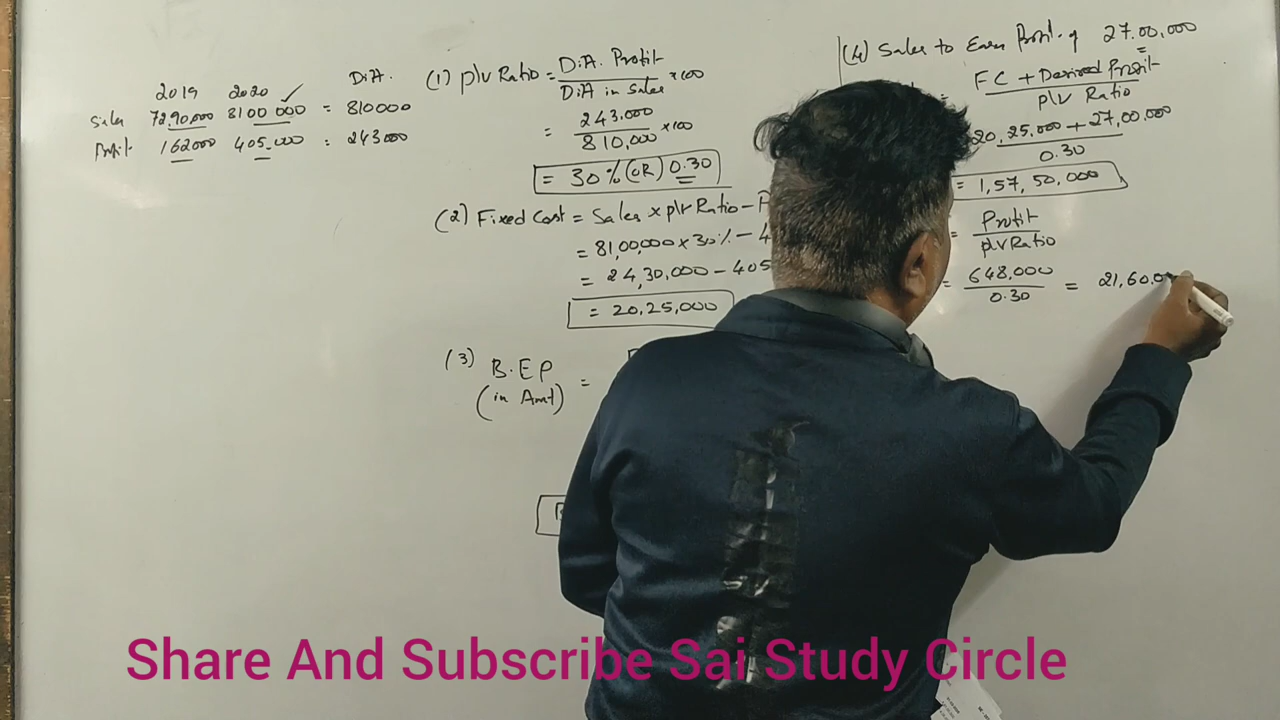 2019 2020 Diff.
Sales 7290,000 8100 000 = 810000
Profit 162000 405,000 = 243000
(1) P/V Ratio = Diff. Profit / Diff in Sales × 100
= 243,000 / 810,000 × 100
= 30% (OR) 0.30
(2) Fixed Cost = Sales × P/V Ratio –
= 81,00,000 × 30% – 4
= 24,30,000 – 405
= 20,25,000
(3) B.E P =
(in Amt)
(4) Sales to Earn Profit of 27,00,000
= FC + Desired Profit / P/V Ratio
20,25,000 + 27,00,000 / 0.30
= 1,57,50,000
= Profit / P/V Ratio
= 648,000 / 0.30 = 21,60,0
Share And Subscribe Sai Study Circle